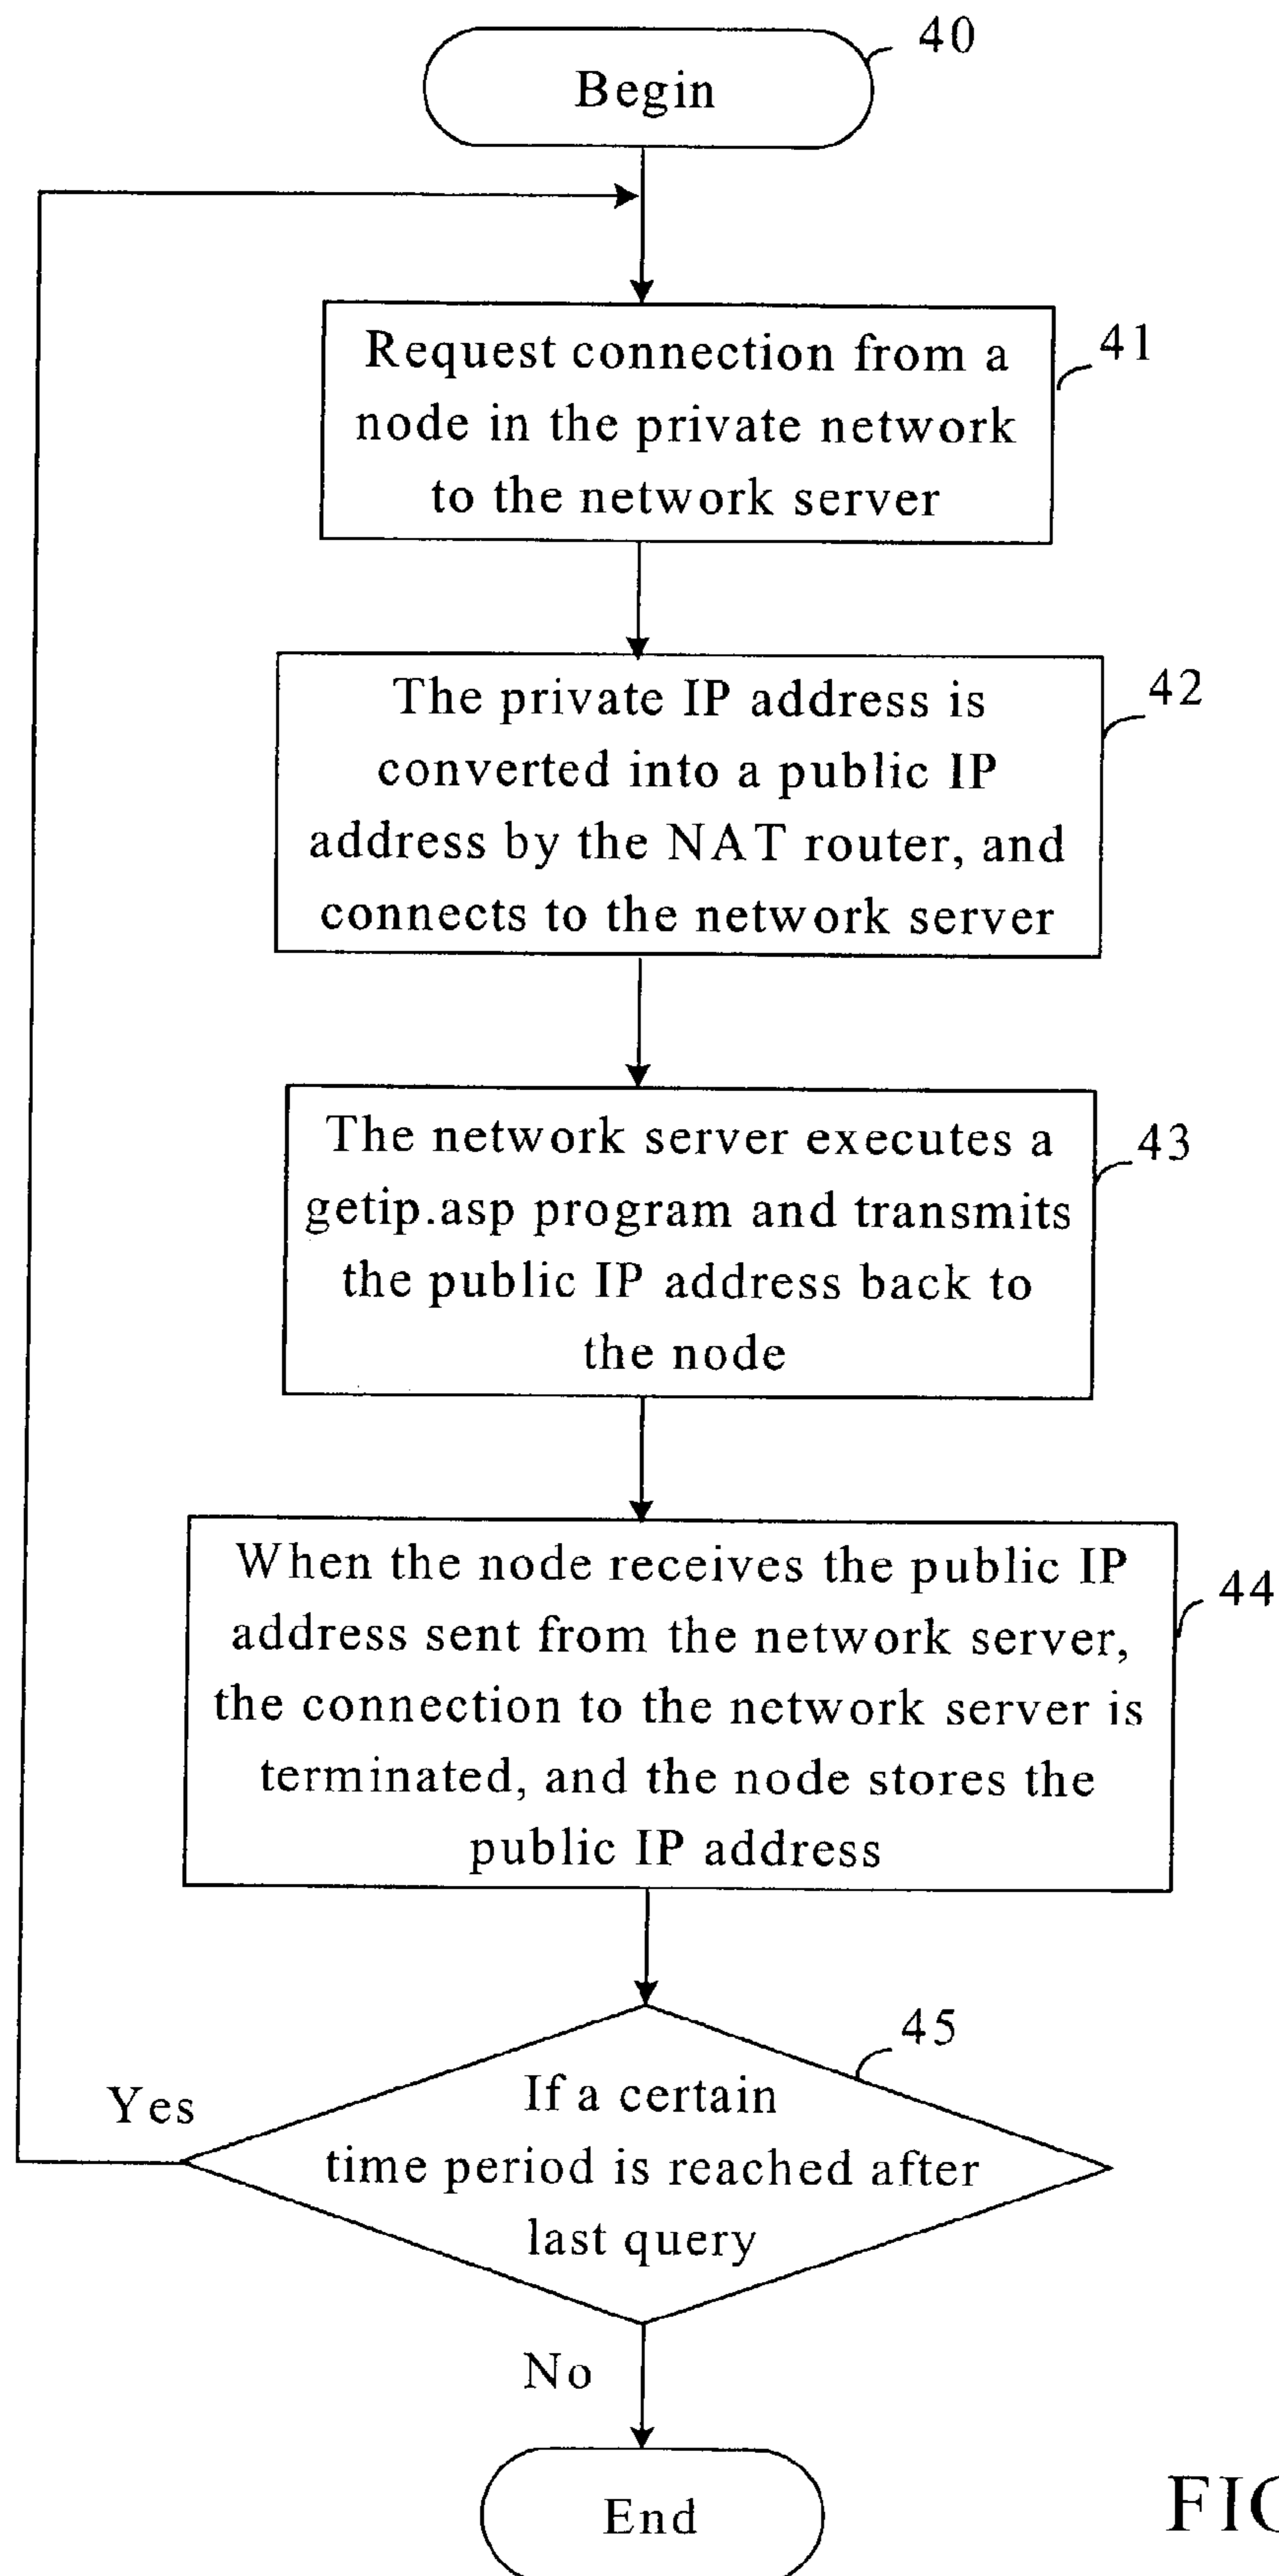 40
Begin
41
Request connection from a
node in the private network
to the network server
42
The private IP address is
converted into a public IP
address by the NAT router, and
connects to the network server
43
The network server executes a
getip.asp program and transmits
the public IP address back to
the node
44
When the node receives the public IP
address sent from the network server,
the connection to the network server is
terminated, and the node stores the
public IP address
45
If a certain
time period is reached after
last query
Yes
No
End